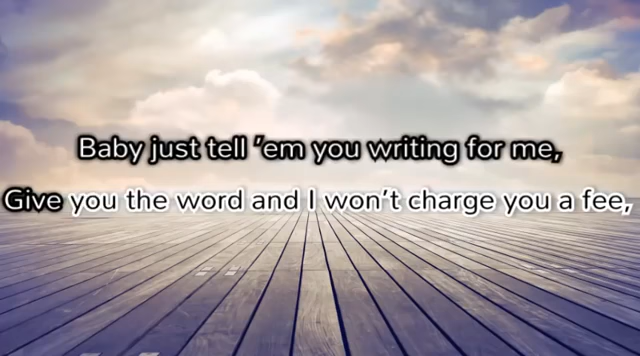 Baby just tell 'em you writing for me,
Give you the word and I won't charge you a fee,